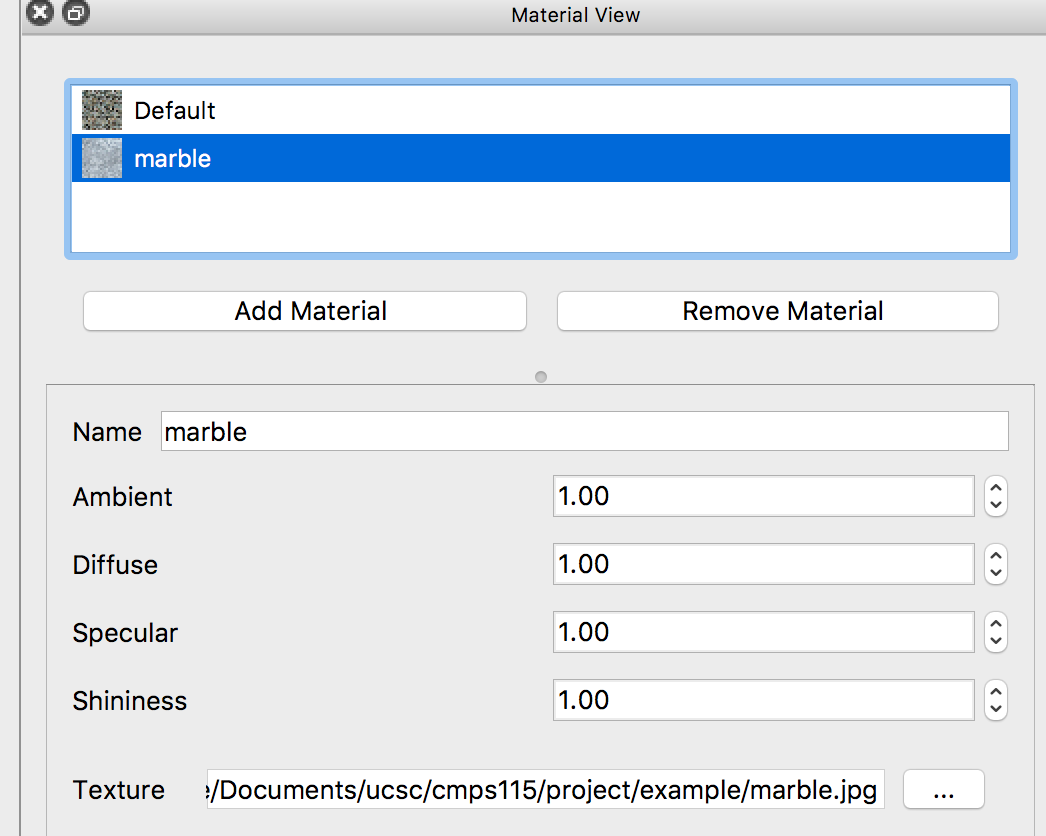 Material View
Default
marble
Add Material Remove Material
Name marble
Ambient 1.00
Diffuse 1.00
Specular 1.00
Shininess 1.00
Texture /Documents/ucsc/cmps115/project/example/marble.jpg ...